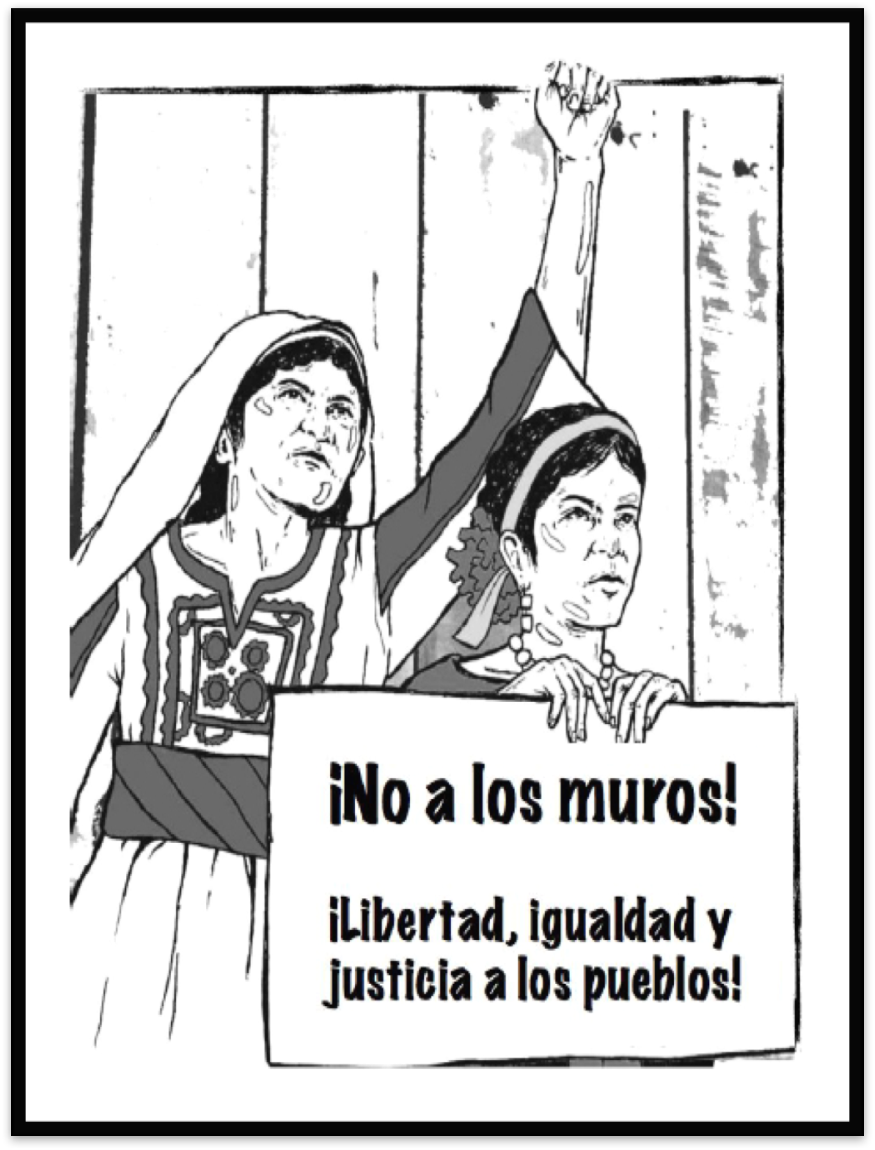 ¡No a los muros!
¡Libertad, igualdad y
justicia a los pueblos!